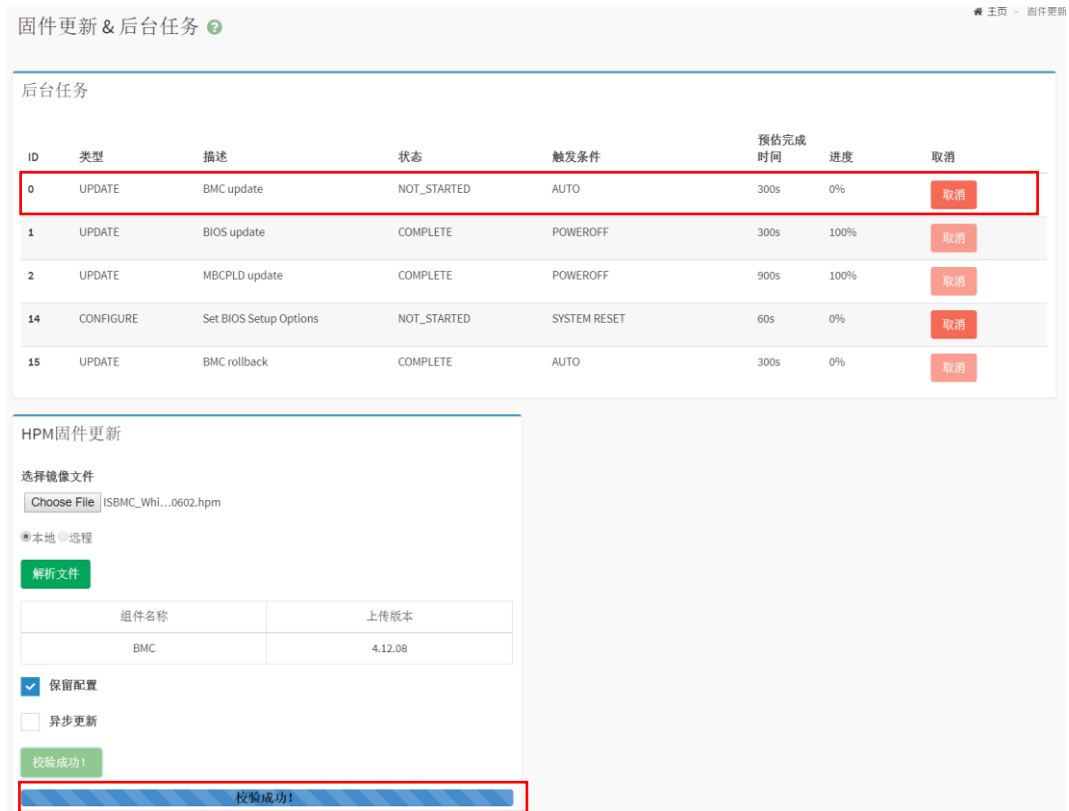 主页 > 固件更新
固件更新 & 后台任务
后台任务
ID 类型 描述 状态 触发条件 预估完成时间 进度 取消
0 UPDATE BMC update NOT_STARTED AUTO 300s 0% 取消
1 UPDATE BIOS update COMPLETE POWEROFF 300s 100% 取消
2 UPDATE MBCPLD update COMPLETE POWEROFF 900s 100% 取消
14 CONFIGURE Set BIOS Setup Options NOT_STARTED SYSTEM RESET 60s 0% 取消
15 UPDATE BMC rollback COMPLETE AUTO 300s 0% 取消
HPM固件更新
选择镜像文件
Choose File ISBMC_Whi...0602.hpm
本地 远程
解析文件
组件名称 上传版本
BMC 4.12.08
保留配置
异步更新
校验成功!
校验成功!